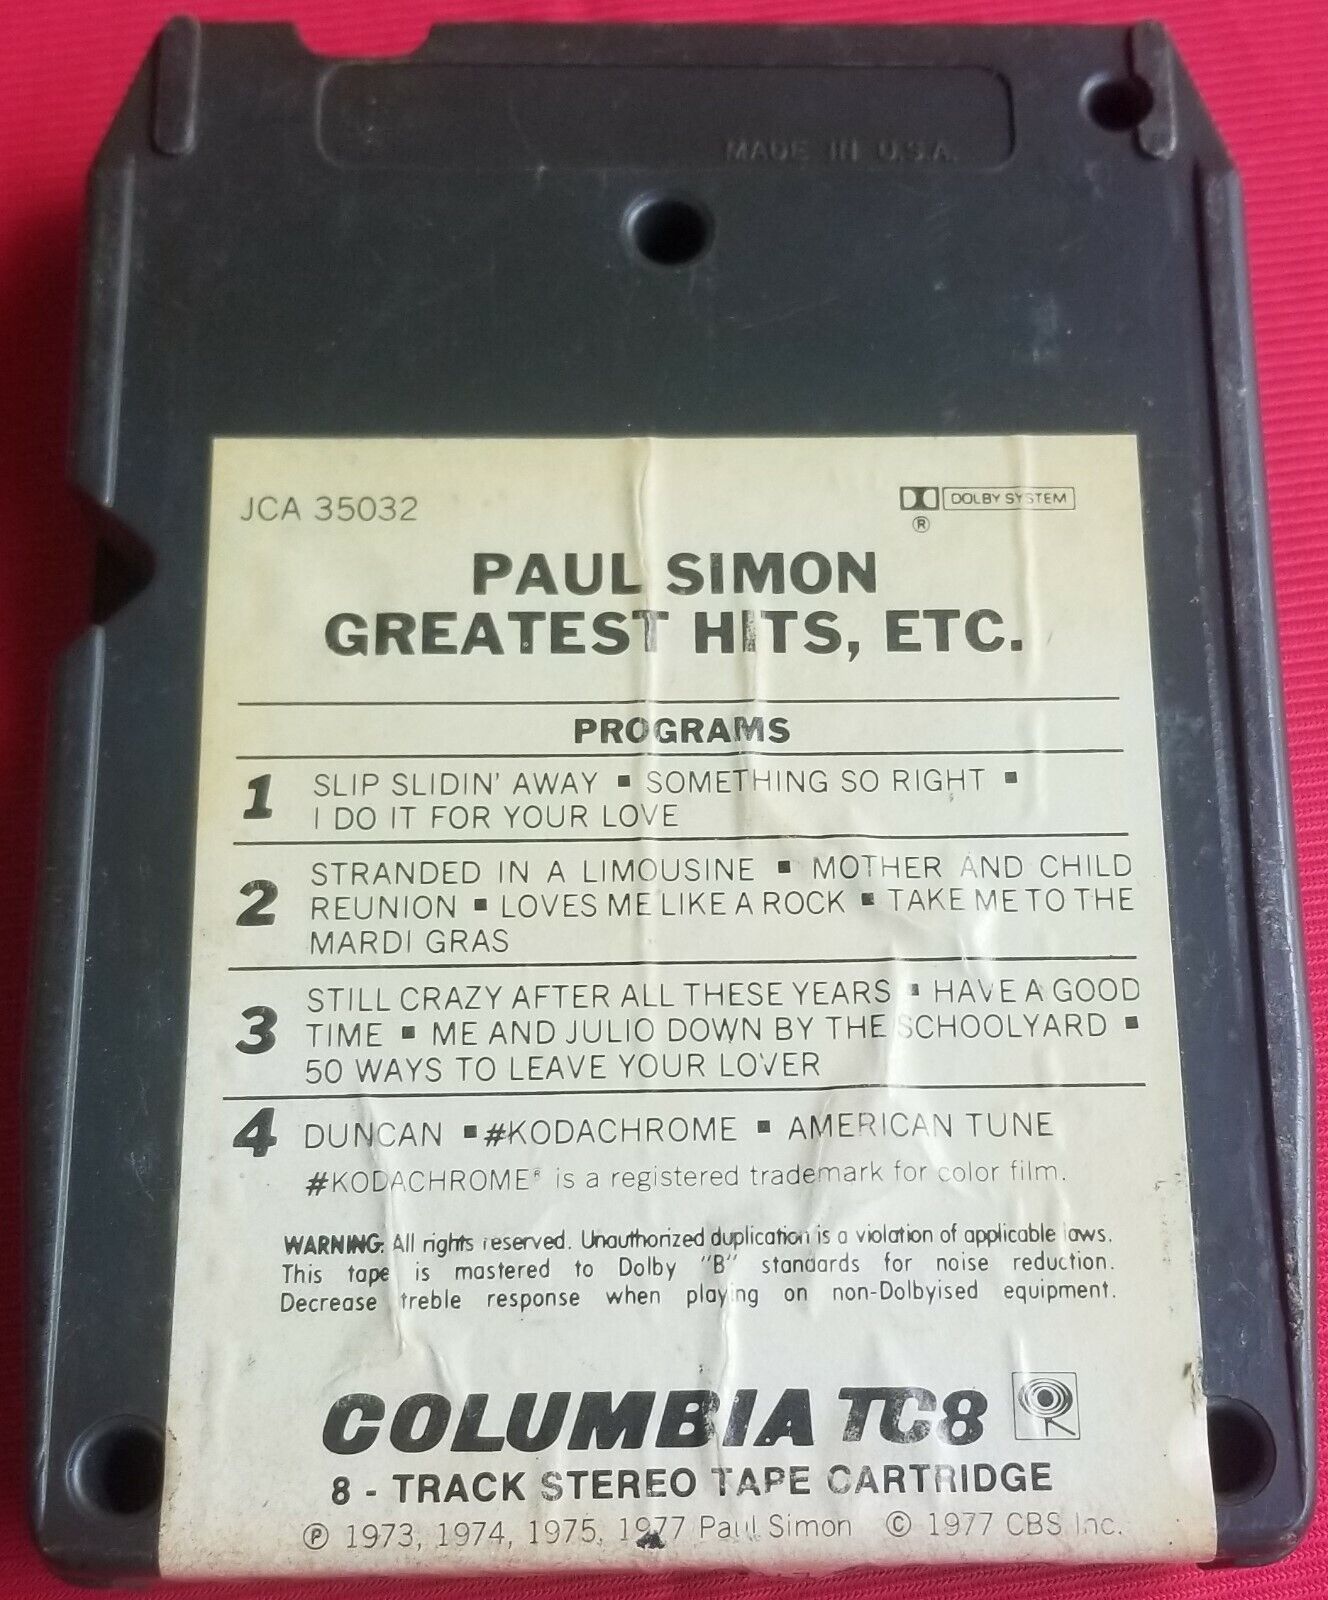 MADE IN U.S.A.
JCA 35032
DOLBY SYSTEM
®
PAUL SIMON
GREATEST HITS, ETC.
PROGRAMS
1 SLIP SLIDIN' AWAY ▪ SOMETHING SO RIGHT ▪
I DO IT FOR YOUR LOVE
2 STRANDED IN A LIMOUSINE ▪ MOTHER AND CHILD
REUNION ▪ LOVES ME LIKE A ROCK ▪ TAKE ME TO THE
MARDI GRAS
3 STILL CRAZY AFTER ALL THESE YEARS ▪ HAVE A GOOD
TIME ▪ ME AND JULIO DOWN BY THE SCHOOLYARD ▪
50 WAYS TO LEAVE YOUR LOVER
4 DUNCAN ▪ #KODACHROME ▪ AMERICAN TUNE
#KODACHROME® is a registered trademark for color film.
WARNING: All rights reserved. Unauthorized duplication is a violation of applicable laws.
This tape is mastered to Dolby "B" standards for noise reduction.
Decrease treble response when playing on non-Dolbyised equipment.
COLUMBIA TC8
8 - TRACK STEREO TAPE CARTRIDGE
℗ 1973, 1974, 1975, 1977 Paul Simon © 1977 CBS Inc.